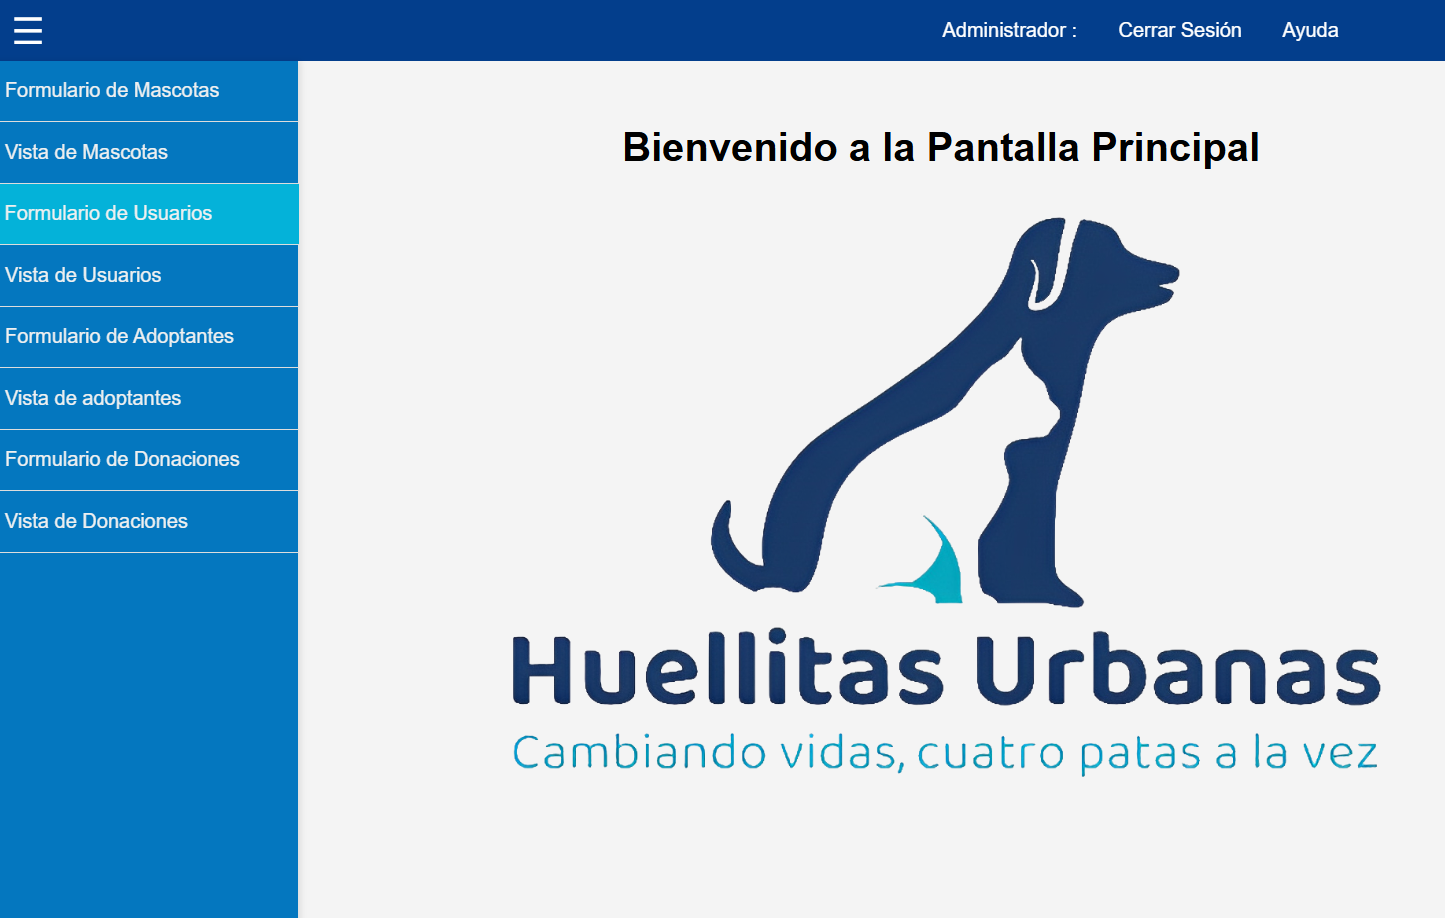 ☰
Administrador :
Cerrar Sesión
Ayuda
Formulario de Mascotas
Vista de Mascotas
Formulario de Usuarios
Vista de Usuarios
Formulario de Adoptantes
Vista de adoptantes
Formulario de Donaciones
Vista de Donaciones
Bienvenido a la Pantalla Principal
Huellitas Urbanas
Cambiando vidas, cuatro patas a la vez